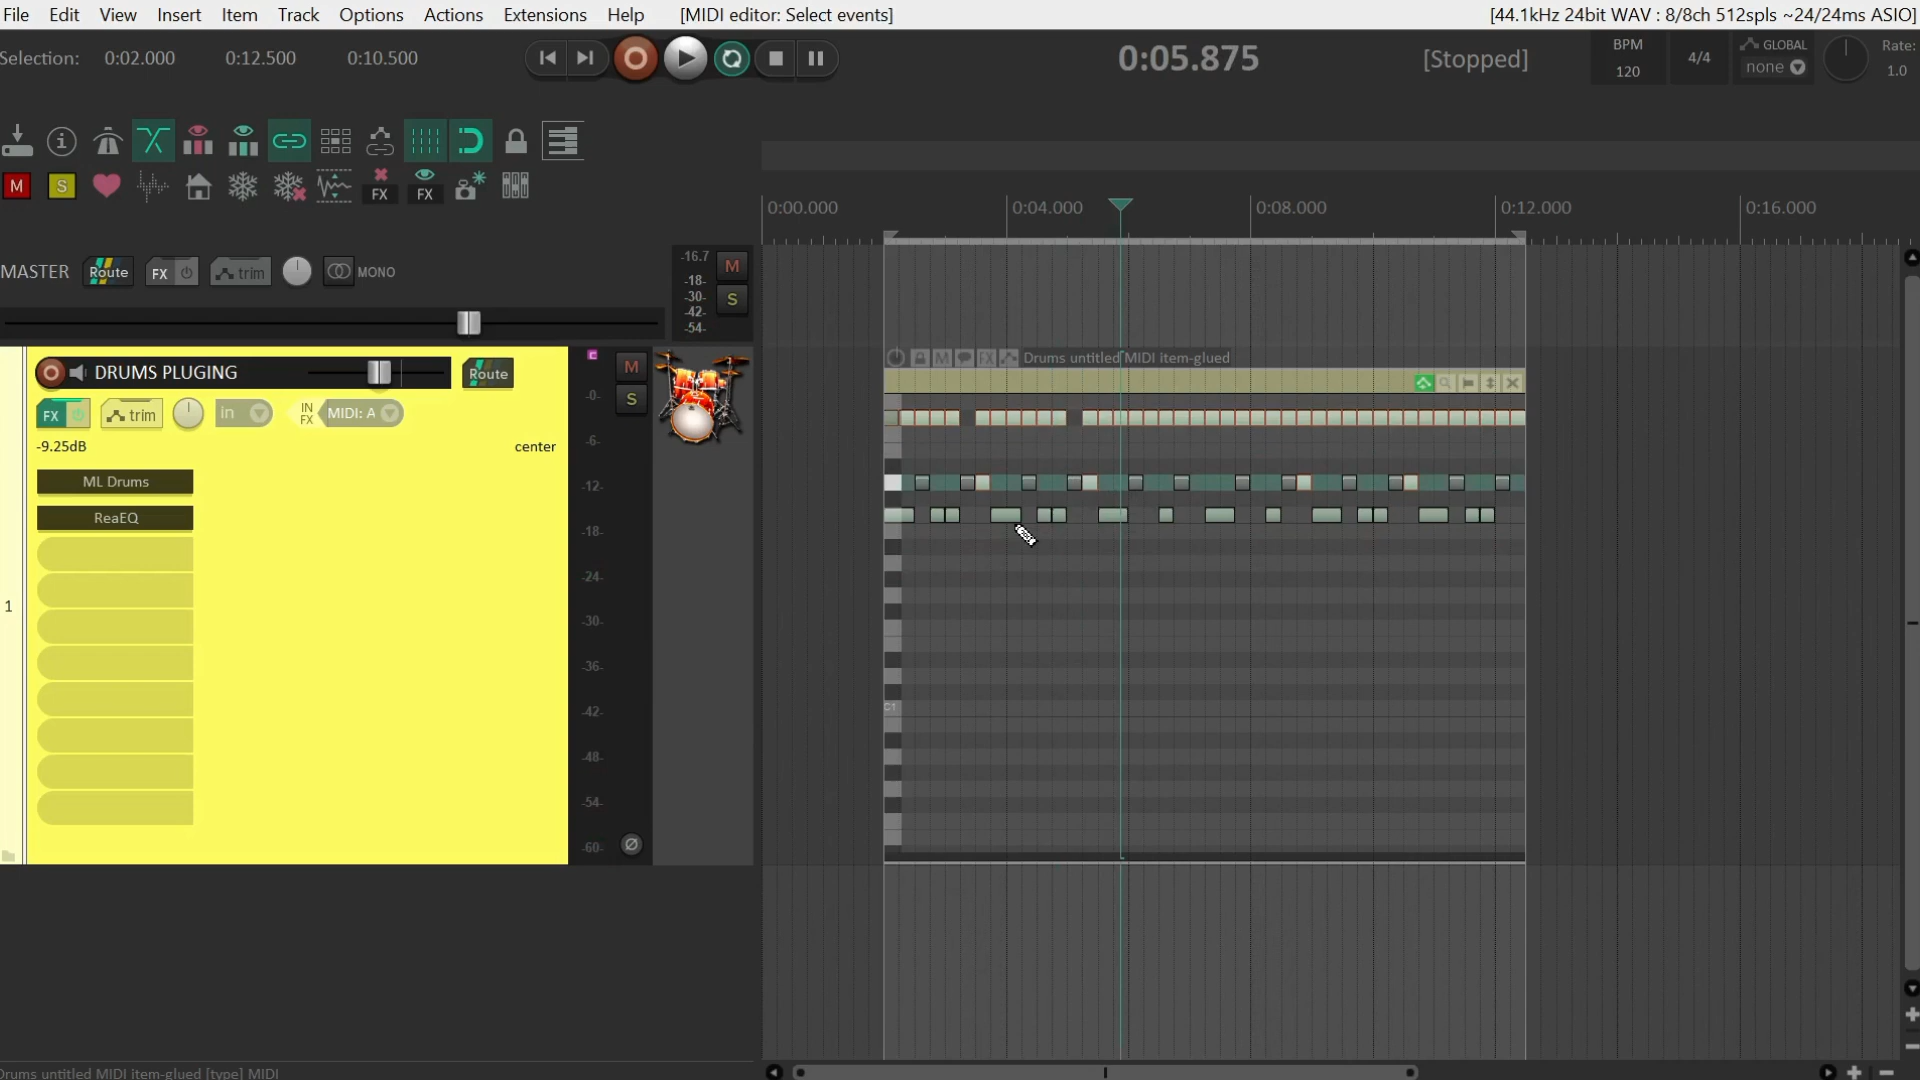 File Edit View Insert Item Track Options Actions Extensions Help [MIDI editor: Select events] [44.1kHz 24bit WAV : 8/8ch 512spls ~24/24ms ASIO]
Selection: 0:02.000 0:12.500 0:10.500 0:05.875 [Stopped] BPM 120 4/4 GLOBAL none Rate: 1.0
M S FX FX
0:00.000 0:04.000 0:08.000 0:12.000 0:16.000
MASTER Route FX trim MONO
-16.7 M
-18-
-30- S
-42-
-54-
C M Drums untitled MIDI item-glued
M FX
DRUMS PLUGING Route
-0- S
FX trim in IN FX MIDI: A
-9.25dB center
-6-
ML Drums
-12-
ReaEQ
-18-
-24-
1
-30-
-36-
C1
-42-
-48-
-54-
-60-
Drums untitled MIDI item-glued [type] MIDI